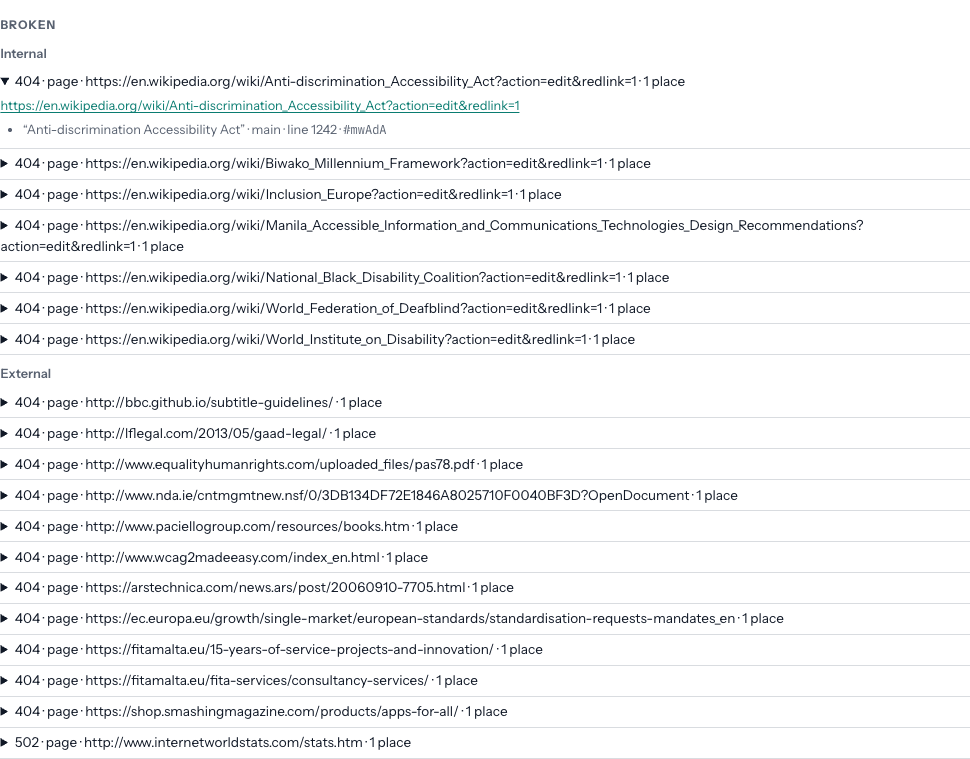 BROKEN
Internal
▼ 404 · page · https://en.wikipedia.org/wiki/Anti-discrimination_Accessibility_Act?action=edit&redlink=1 · 1 place
https://en.wikipedia.org/wiki/Anti-discrimination_Accessibility_Act?action=edit&redlink=1
• “Anti-discrimination Accessibility Act” · main · line 1242 · #mwAdA
▶ 404 · page · https://en.wikipedia.org/wiki/Biwako_Millennium_Framework?action=edit&redlink=1 · 1 place
▶ 404 · page · https://en.wikipedia.org/wiki/Inclusion_Europe?action=edit&redlink=1 · 1 place
▶ 404 · page · https://en.wikipedia.org/wiki/Manila_Accessible_Information_and_Communications_Technologies_Design_Recommendations?
action=edit&redlink=1 · 1 place
▶ 404 · page · https://en.wikipedia.org/wiki/National_Black_Disability_Coalition?action=edit&redlink=1 · 1 place
▶ 404 · page · https://en.wikipedia.org/wiki/World_Federation_of_Deafblind?action=edit&redlink=1 · 1 place
▶ 404 · page · https://en.wikipedia.org/wiki/World_Institute_on_Disability?action=edit&redlink=1 · 1 place
External
▶ 404 · page · http://bbc.github.io/subtitle-guidelines/ · 1 place
▶ 404 · page · http://lflegal.com/2013/05/gaad-legal/ · 1 place
▶ 404 · page · http://www.equalityhumanrights.com/uploaded_files/pas78.pdf · 1 place
▶ 404 · page · http://www.nda.ie/cntmgmtnew.nsf/0/3DB134DF72E1846A8025710F0040BF3D?OpenDocument · 1 place
▶ 404 · page · http://www.paciellogroup.com/resources/books.htm · 1 place
▶ 404 · page · http://www.wcag2madeeasy.com/index_en.html · 1 place
▶ 404 · page · https://arstechnica.com/news.ars/post/20060910-7705.html · 1 place
▶ 404 · page · https://ec.europa.eu/growth/single-market/european-standards/standardisation-requests-mandates_en · 1 place
▶ 404 · page · https://fitamalta.eu/15-years-of-service-projects-and-innovation/ · 1 place
▶ 404 · page · https://fitamalta.eu/fita-services/consultancy-services/ · 1 place
▶ 404 · page · https://shop.smashingmagazine.com/products/apps-for-all/ · 1 place
▶ 502 · page · http://www.internetworldstats.com/stats.htm · 1 place